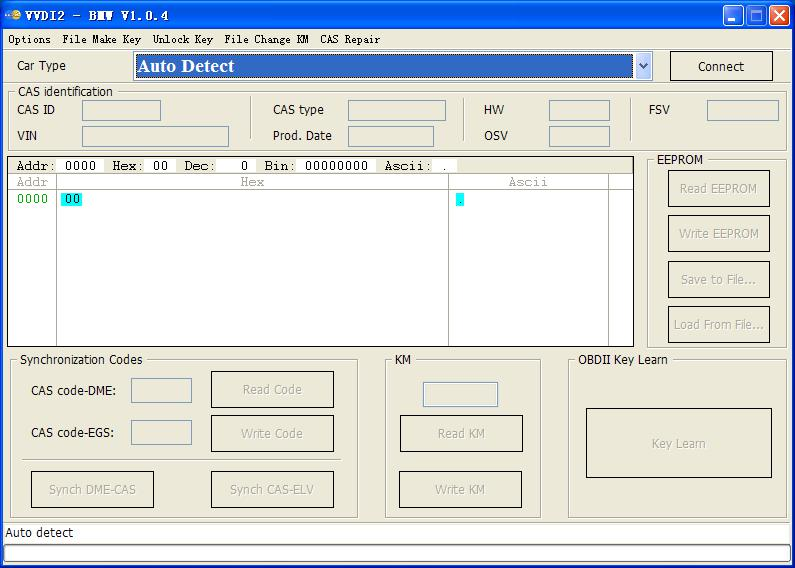 VVDI2 - BMW V1.0.4
Options File Make Key Unlock Key File Change KM CAS Repair
Car Type Auto Detect Connect
CAS identification
CAS ID CAS type HW FSV
VIN Prod. Date OSV
Addr: 0000 Hex: 00 Dec: 0 Bin: 00000000 Ascii: .
Addr Hex Ascii
0000 00 .
EEPROM
Read EEPROM
Write EEPROM
Save to File...
Load From File...
Synchronization Codes
CAS code-DME: Read Code
CAS code-EGS: Write Code
Synch DME-CAS Synch CAS-ELV
KM
Read KM
Write KM
OBDII Key Learn
Key Learn
Auto detect